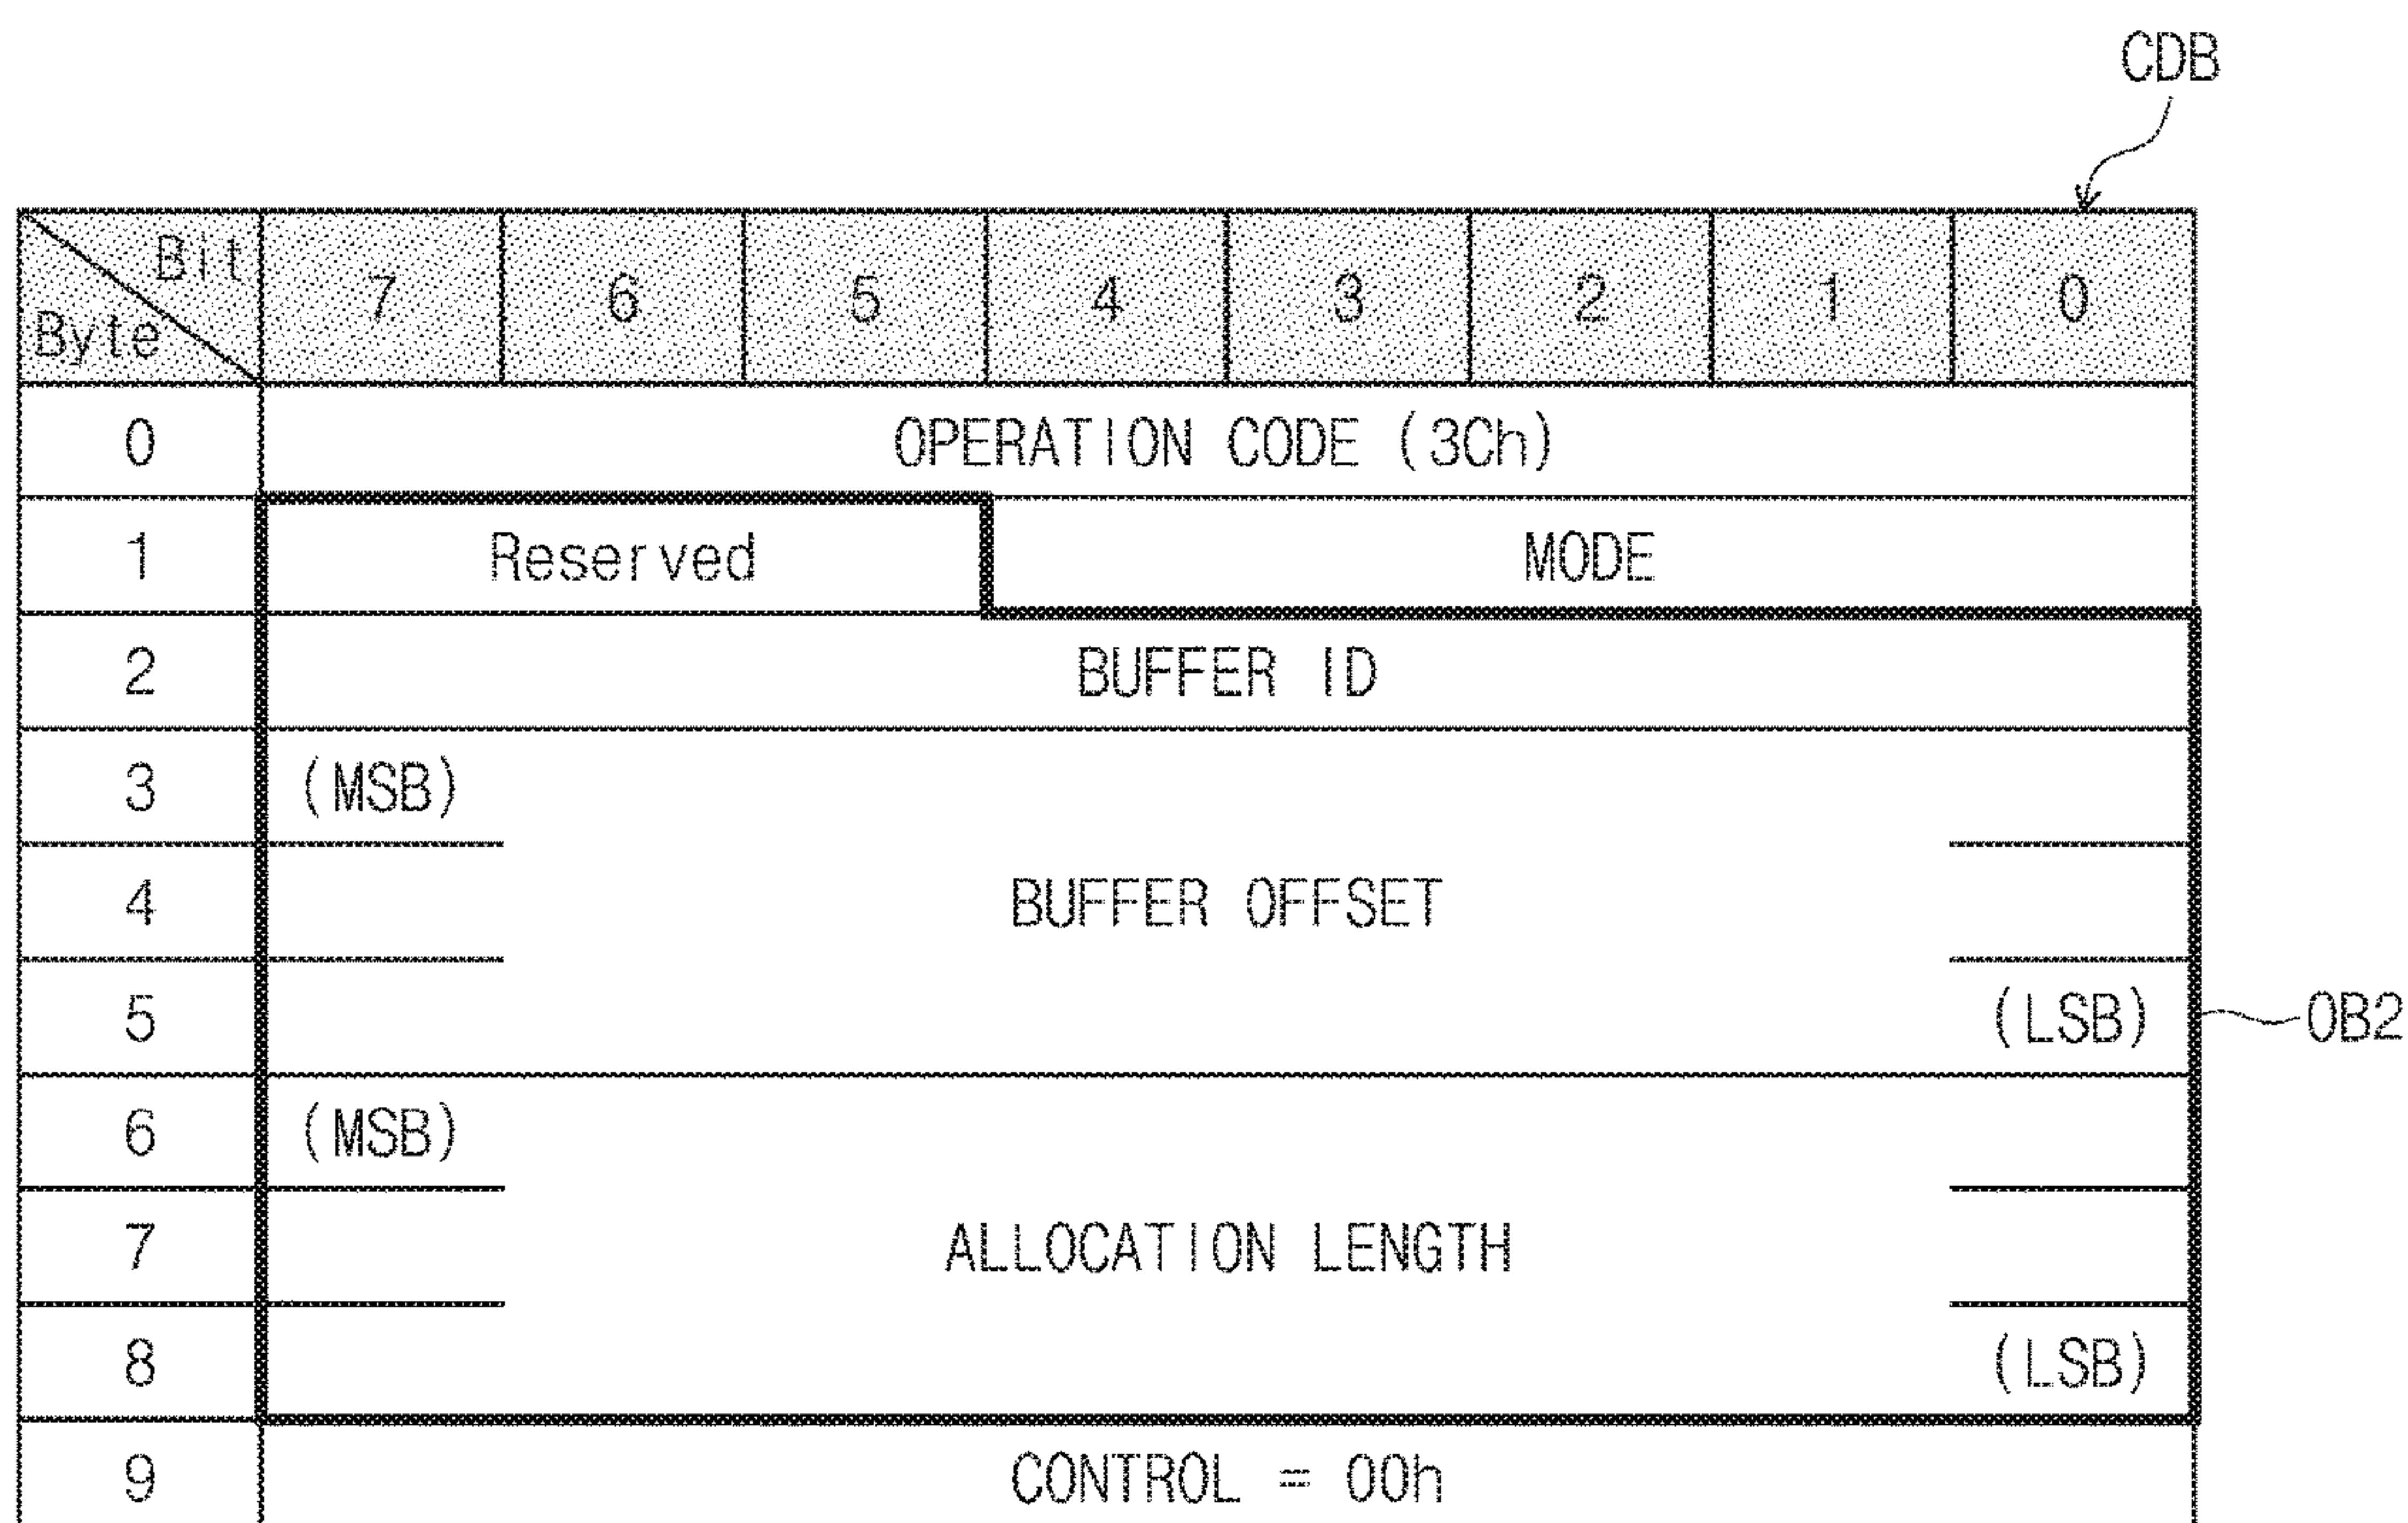 CDB
Bit
Byte
7 6 5 4 3 2 1 0
0 OPERATION CODE (3Ch)
1 Reserved MODE
2 BUFFER ID
3 (MSB)
4 BUFFER OFFSET
5 (LSB) OB2
6 (MSB)
7 ALLOCATION LENGTH
8 (LSB)
9 CONTROL = 00h